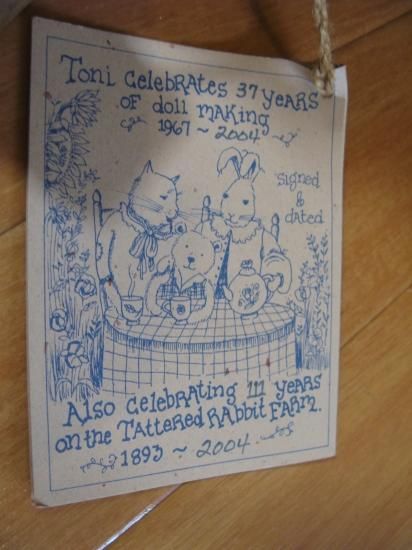 Toni Celebrates 37 years
of doll making
1967 ~ 2004
signed
&
dated
Also celebrating 111 years
on the Tattered Rabbit Farm.
1893 ~ 2004